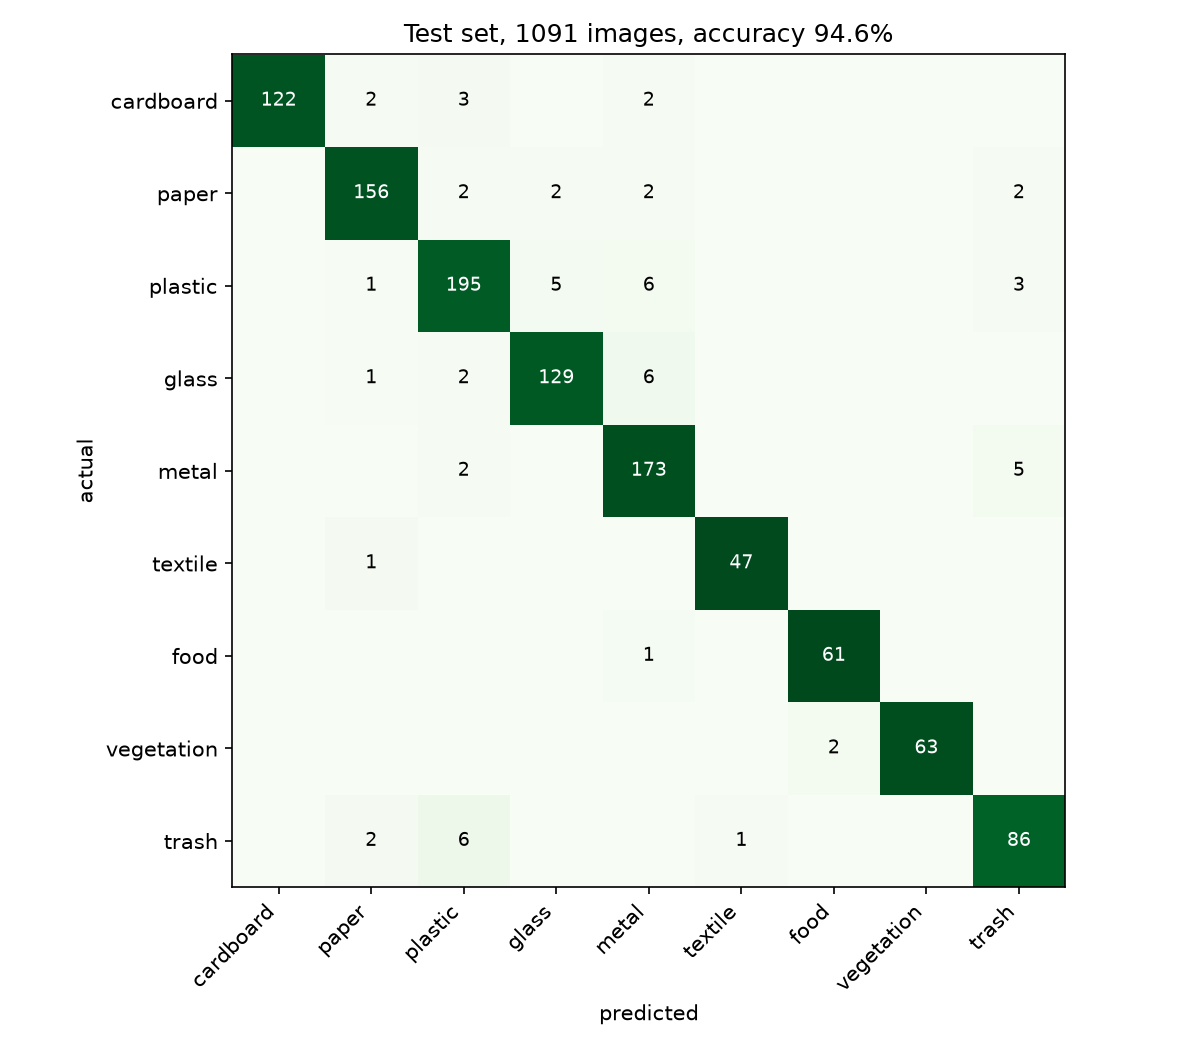 Test set, 1091 images, accuracy 94.6%
cardboard 122 2 3 2
paper 156 2 2 2 2
plastic 1 195 5 6 3
glass 1 2 129 6
metal 2 173 5
textile 1 47
food 1 61
vegetation 2 63
trash 2 6 1 86
actual
cardboard paper plastic glass metal textile food vegetation trash
predicted